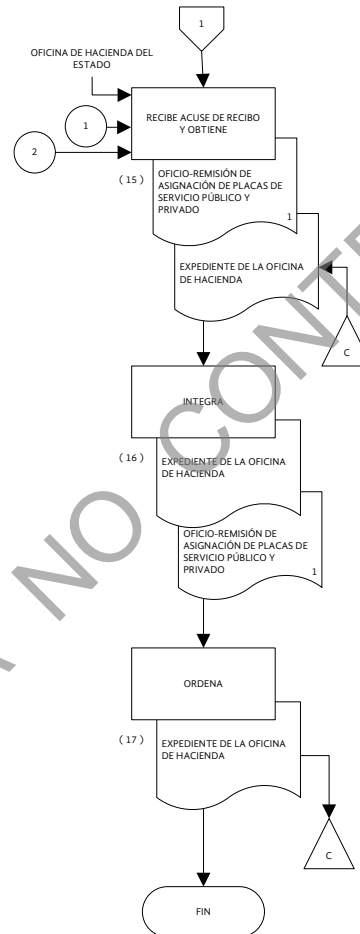 1
OFICINA DE HACIENDA DEL
ESTADO
RECIBE ACUSE DE RECIBO
Y OBTIENE
1
2
( 15 )
OFICIO-REMISIÓN DE
ASIGNACIÓN DE PLACAS DE
SERVICIO PÚBLICO Y
PRIVADO
1
EXPEDIENTE DE LA OFICINA
DE HACIENDA
C
INTEGRA
( 16 )
EXPEDIENTE DE LA OFICINA
DE HACIENDA
OFICIO-REMISIÓN DE
ASIGNACIÓN DE PLACAS DE
SERVICIO PÚBLICO Y
PRIVADO
1
ORDENA
( 17 )
EXPEDIENTE DE LA OFICINA
DE HACIENDA
C
FIN
NO